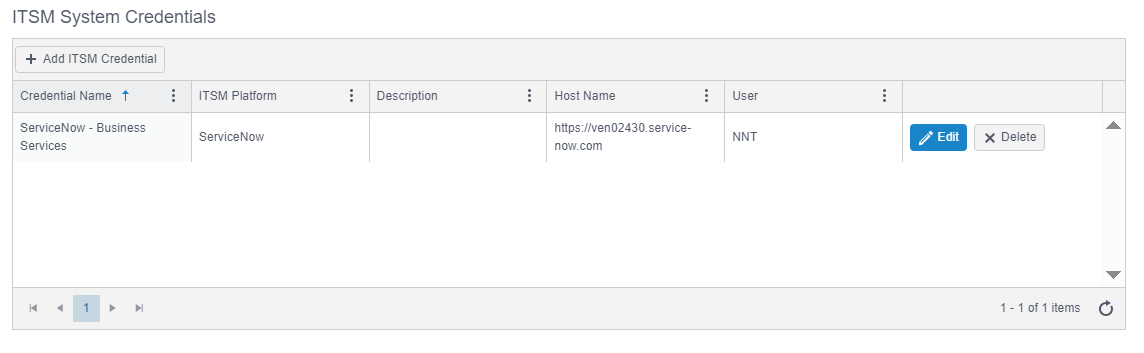 ITSM System Credentials
+ Add ITSM Credential
Credential Name ↑ ITSM Platform Description Host Name User
ServiceNow - Business
Services
ServiceNow
https://ven02430.service-
now.com
NNT
Edit
Delete
1
1 - 1 of 1 items